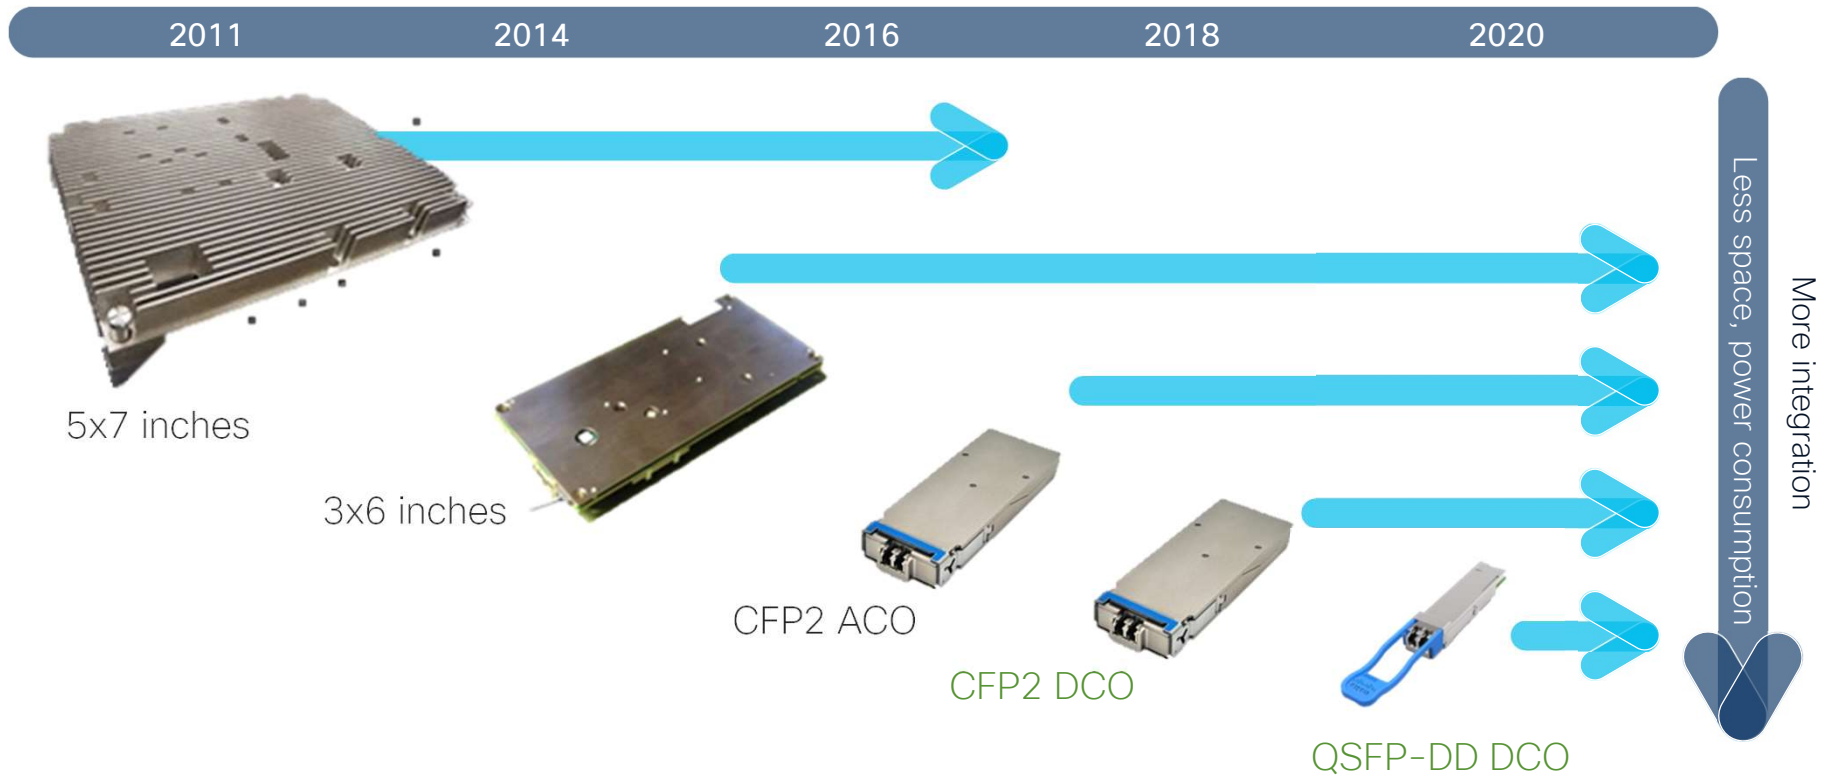 2011 2014 2016 2018 2020
5x7 inches
3x6 inches
CFP2 ACO
CFP2 DCO
QSFP-DD DCO
Less space, power consumption
More integration